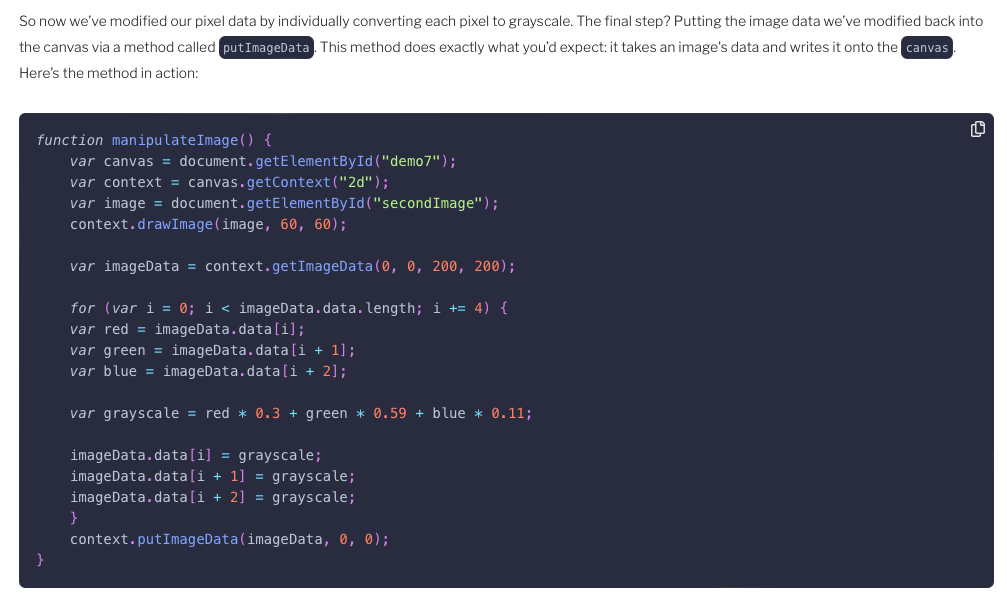 So now we’ve modified our pixel data by individually converting each pixel to grayscale. The final step? Putting the image data we’ve modified back into
the canvas via a method called putImageData. This method does exactly what you’d expect: it takes an image’s data and writes it onto the canvas.
Here’s the method in action:
function manipulateImage() {
    var canvas = document.getElementById("demo7");
    var context = canvas.getContext("2d");
    var image = document.getElementById("secondImage");
    context.drawImage(image, 60, 60);

    var imageData = context.getImageData(0, 0, 200, 200);

    for (var i = 0; i < imageData.data.length; i += 4) {
    var red = imageData.data[i];
    var green = imageData.data[i + 1];
    var blue = imageData.data[i + 2];

    var grayscale = red * 0.3 + green * 0.59 + blue * 0.11;

    imageData.data[i] = grayscale;
    imageData.data[i + 1] = grayscale;
    imageData.data[i + 2] = grayscale;
    }
    context.putImageData(imageData, 0, 0);
}